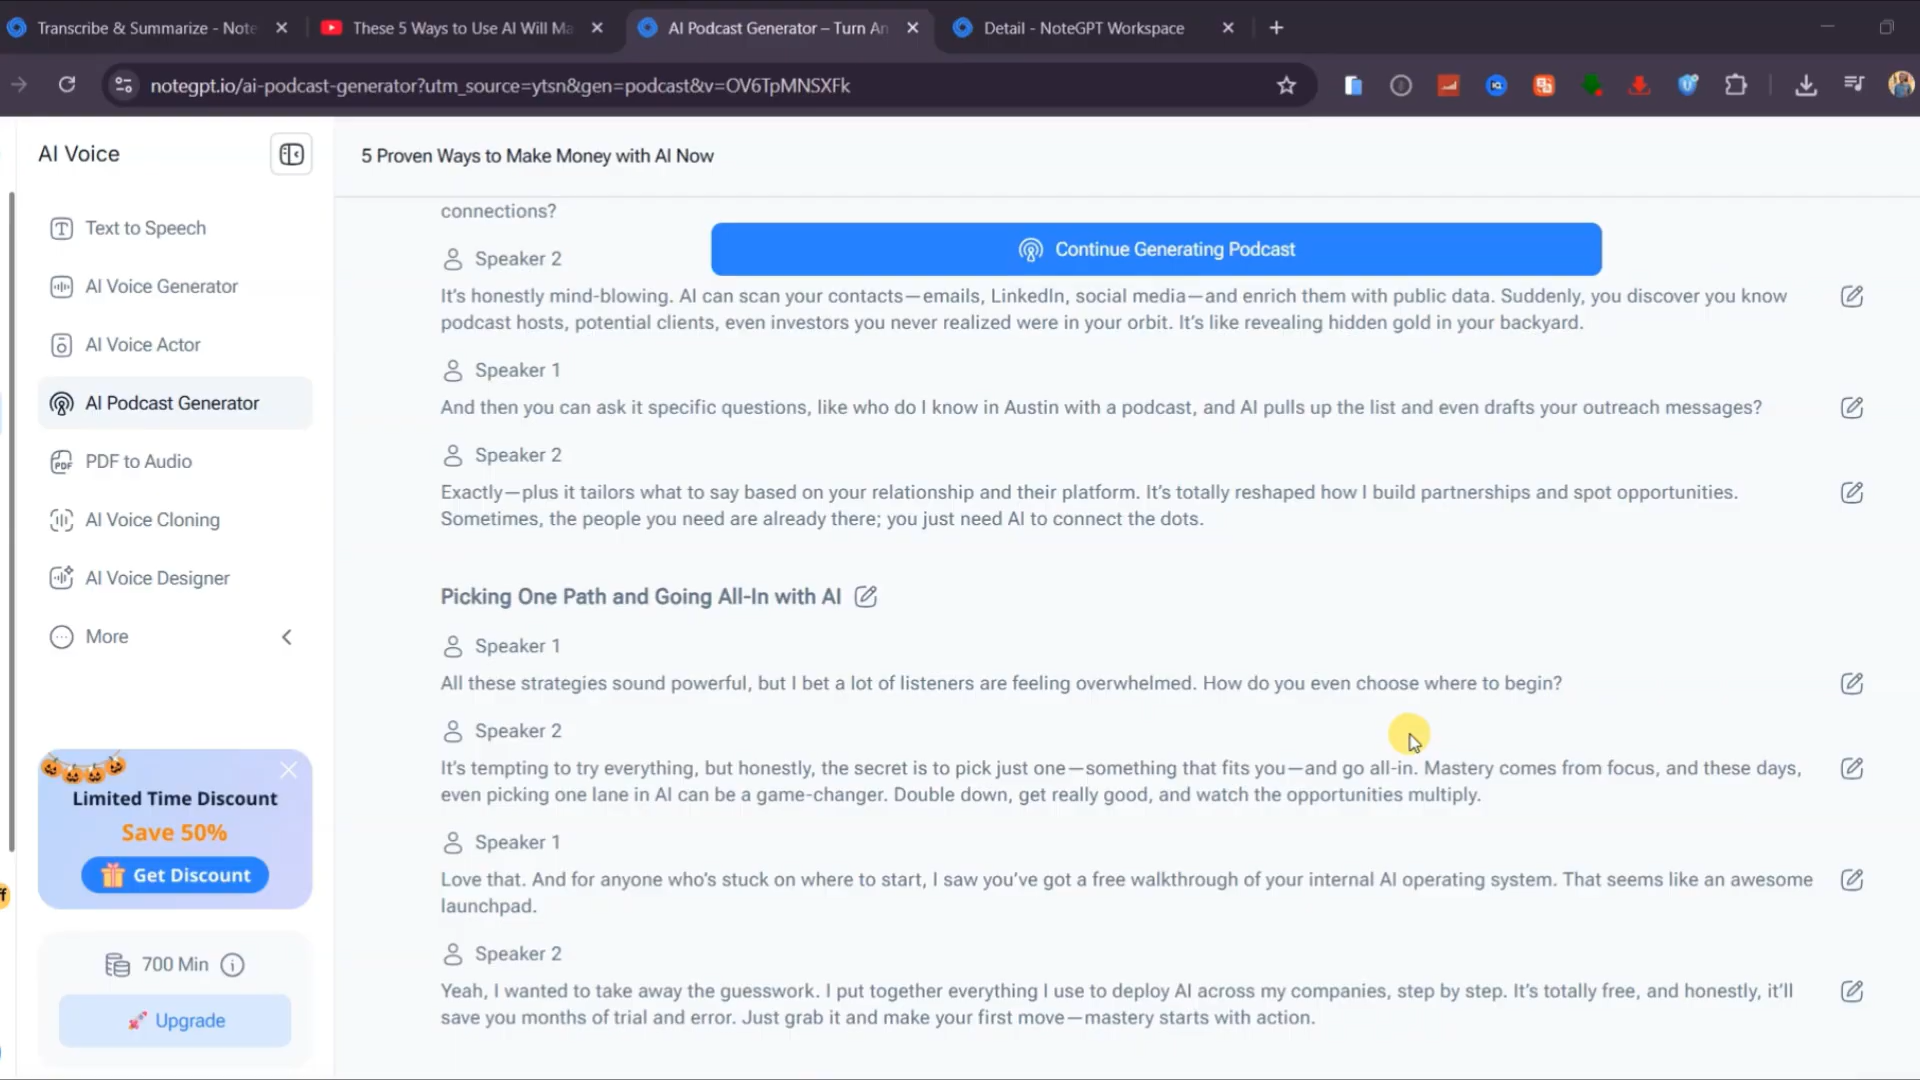 Transcribe & Summarize - Note
These 5 Ways to Use AI Will Ma
AI Podcast Generator – Turn An
Detail - NoteGPT Workspace
notegpt.io/ai-podcast-generator?utm_source=ytsn&gen=podcast&v=OV6TpMNSXFk
AI Voice
Text to Speech
AI Voice Generator
AI Voice Actor
AI Podcast Generator
PDF to Audio
AI Voice Cloning
AI Voice Designer
More
Limited Time Discount
Save 50%
Get Discount
700 Min
Upgrade
5 Proven Ways to Make Money with AI Now
connections?
Continue Generating Podcast
Speaker 2
It's honestly mind-blowing. AI can scan your contacts—emails, LinkedIn, social media—and enrich them with public data. Suddenly, you discover you know
podcast hosts, potential clients, even investors you never realized were in your orbit. It's like revealing hidden gold in your backyard.
Speaker 1
And then you can ask it specific questions, like who do I know in Austin with a podcast, and AI pulls up the list and even drafts your outreach messages?
Speaker 2
Exactly—plus it tailors what to say based on your relationship and their platform. It's totally reshaped how I build partnerships and spot opportunities.
Sometimes, the people you need are already there; you just need AI to connect the dots.
Picking One Path and Going All-In with AI
Speaker 1
All these strategies sound powerful, but I bet a lot of listeners are feeling overwhelmed. How do you even choose where to begin?
Speaker 2
It's tempting to try everything, but honestly, the secret is to pick just one—something that fits you—and go all-in. Mastery comes from focus, and these days,
even picking one lane in AI can be a game-changer. Double down, get really good, and watch the opportunities multiply.
Speaker 1
Love that. And for anyone who's stuck on where to start, I saw you've got a free walkthrough of your internal AI operating system. That seems like an awesome
launchpad.
Speaker 2
Yeah, I wanted to take away the guesswork. I put together everything I use to deploy AI across my companies, step by step. It's totally free, and honestly, it'll
save you months of trial and error. Just grab it and make your first move—mastery starts with action.